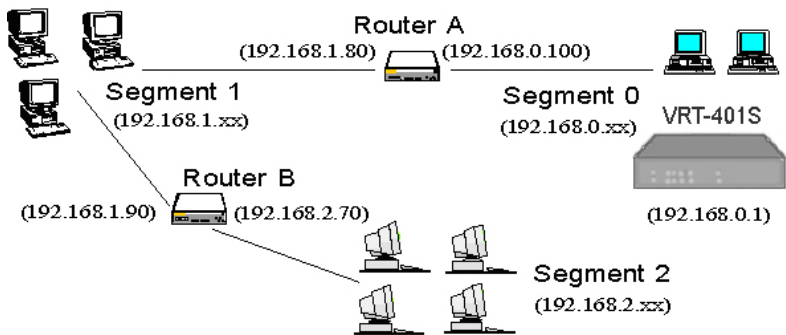 Router A
(192.168.1.80) (192.168.0.100)
Segment 1
(192.168.1.xx)
Segment 0
(192.168.0.xx)
VRT-401S
(192.168.0.1)
Router B
(192.168.1.90) (192.168.2.70)
Segment 2
(192.168.2.xx)